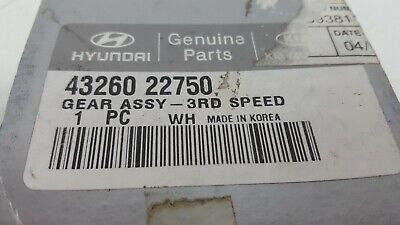 HYUNDAI
Genuine
Parts
DATE
04/
43260 22750
GEAR ASSY-3RD SPEED
1 PC WH MADE IN KOREA